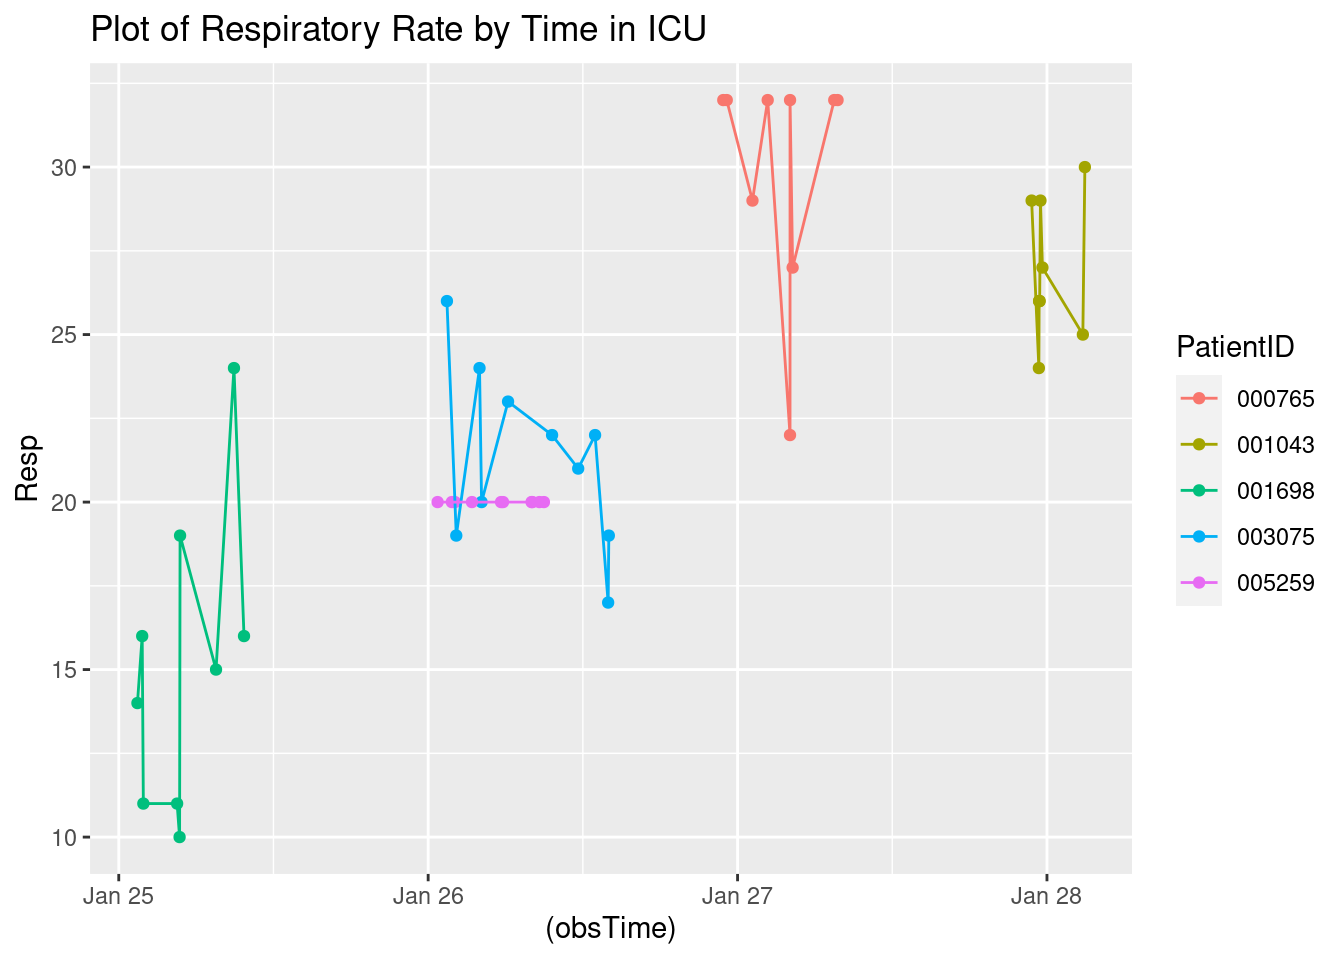 Plot of Respiratory Rate by Time in ICU
Resp
30
25
20
15
10
Jan 25
Jan 26
Jan 27
Jan 28
(obsTime)
PatientID
000765
001043
001698
003075
005259